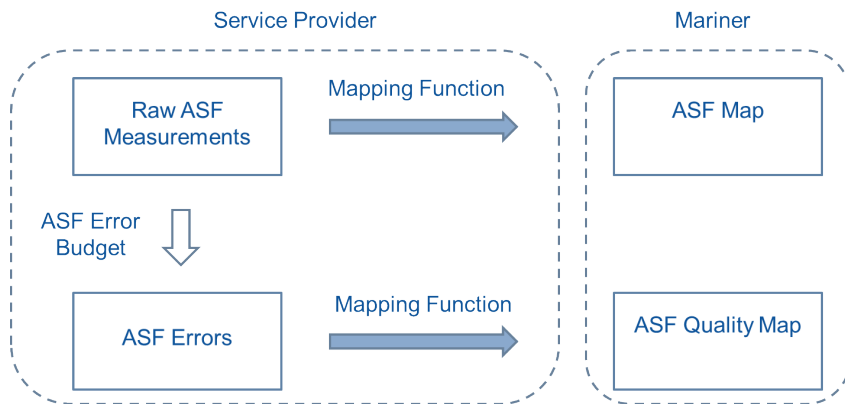 Service Provider
Mariner
Raw ASF
Measurements
Mapping Function
ASF Map
ASF Error
Budget
ASF Errors
Mapping Function
ASF Quality Map